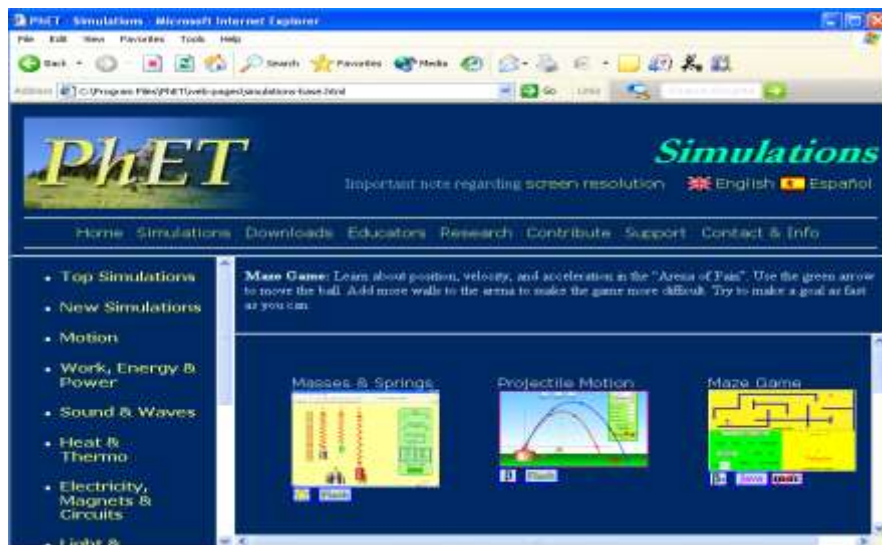 PhET - Simulations - Microsoft Internet Explorer
File Edit View Favorites Tools Help
Back Search Favorites Media
Address C:\Program Files\PhET\web-pages\simulations-base.html Go Links
PhET
Simulations
Important note regarding screen resolution English Español
Home Simulations Downloads Educators Research Contribute Support Contact & Info
Top Simulations
New Simulations
Motion
Work, Energy &
Power
Sound & Waves
Heat &
Thermo
Electricity,
Magnets &
Circuits
Light &
Maze Game: Learn about position, velocity, and acceleration in the "Arena of Pain". Use the green arrow
to move the ball. Add more walls to the arena to make the game more difficult. Try to make a goal as fast
as you can.
Masses & Springs Projectile Motion Maze Game
Flash Flash Java